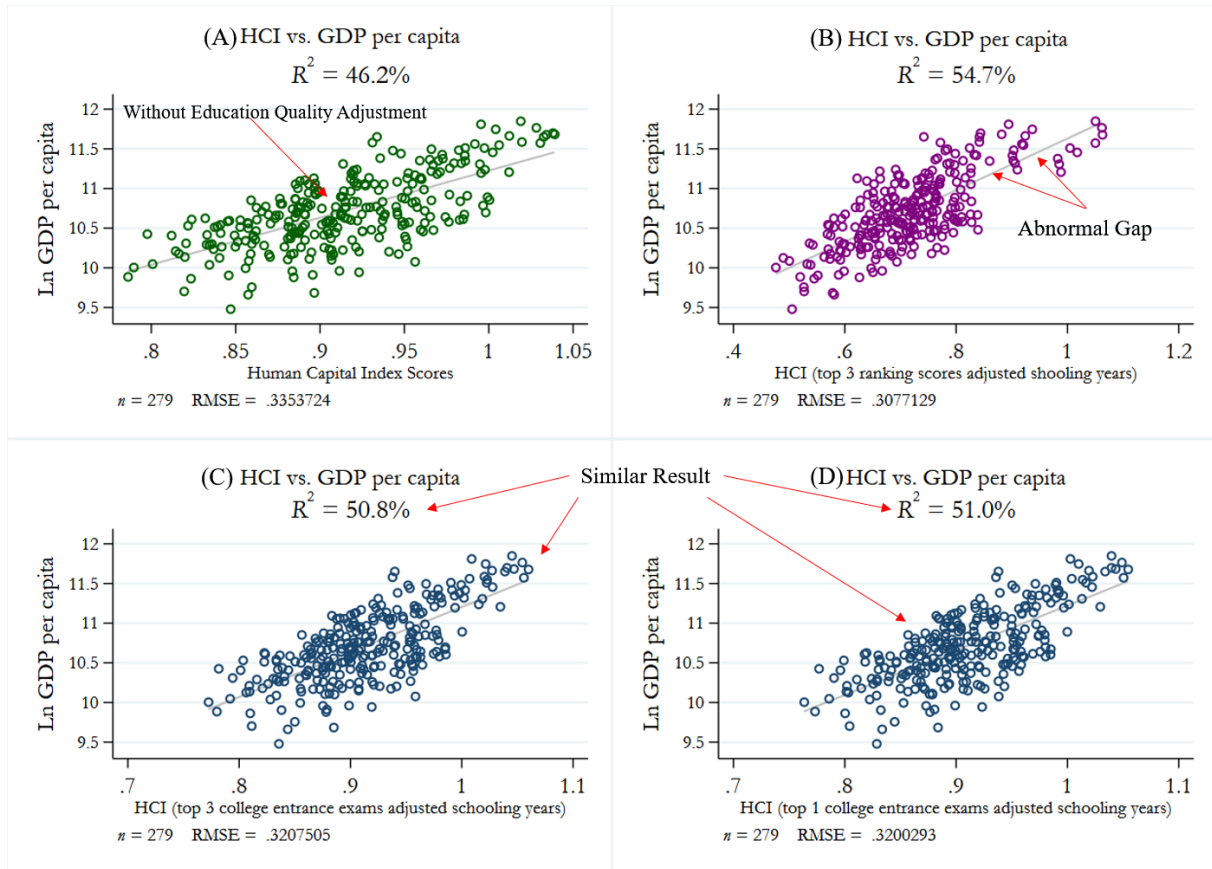 (A) HCI vs. GDP per capita
R² = 46.2%
Without Education Quality Adjustment
Ln GDP per capita
12
11.5
11
10.5
10
9.5
.8 .85 .9 .95 1 1.05
Human Capital Index Scores
n = 279 RMSE = .3353724
(B) HCI vs. GDP per capita
R² = 54.7%
Abnormal Gap
Ln GDP per capita
12
11.5
11
10.5
10
9.5
.4 .6 .8 1 1.2
HCI (top 3 ranking scores adjusted shooling years)
n = 279 RMSE = .3077129
Similar Result
(C) HCI vs. GDP per capita
R² = 50.8%
Ln GDP per capita
12
11.5
11
10.5
10
9.5
.7 .8 .9 1 1.1
HCI (top 3 college entrance exams adjusted schooling years)
n = 279 RMSE = .3207505
(D) HCI vs. GDP per capita
R² = 51.0%
Ln GDP per capita
12
11.5
11
10.5
10
9.5
.7 .8 .9 1 1.1
HCI (top 1 college entrance exams adjusted schooling years)
n = 279 RMSE = .3200293